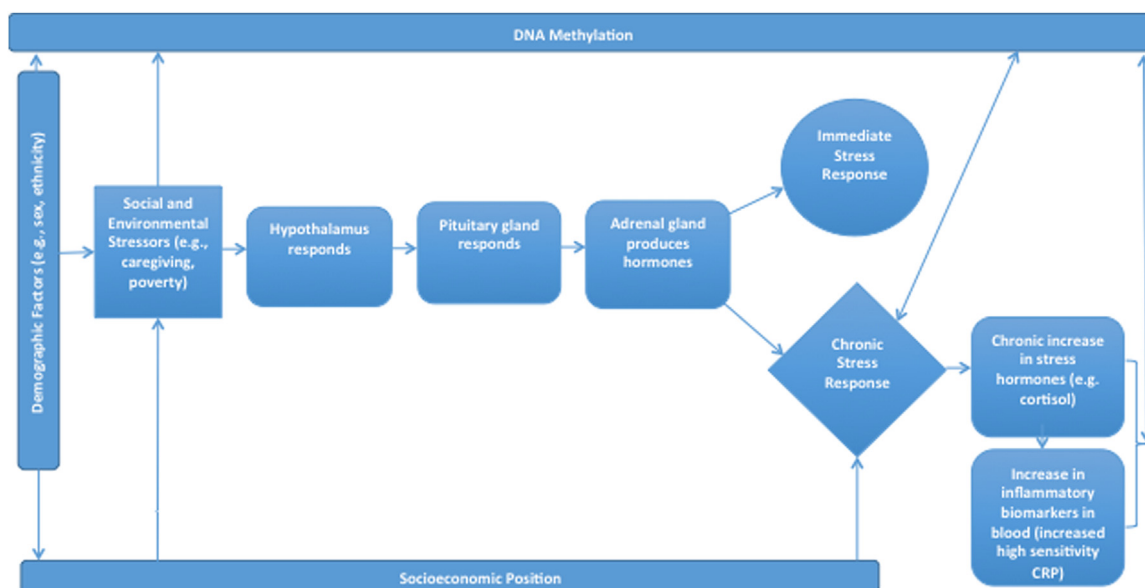 DNA Methylation
Demographic Factors (e.g., sex, ethnicity)
Social and
Environmental
Stressors (e.g.,
caregiving,
poverty)
Hypothalamus
responds
Pituitary gland
responds
Adrenal gland
produces
hormones
Immediate
Stress
Response
Chronic
Stress
Response
Chronic increase
in stress
hormones (e.g.
cortisol)
Increase in
inflammatory
biomarkers in
blood (increased
high sensitivity
CRP)
Socioeconomic Position